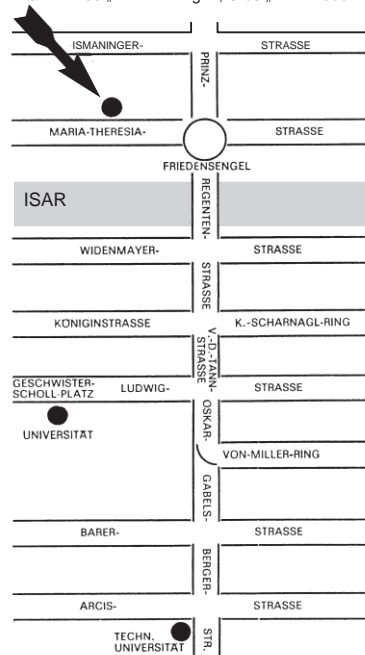 ISMANINGER- STRASSE
PRINZ-
MARIA-THERESIA- STRASSE
FRIEDENSENGEL
REGENTEN-
ISAR
WIDENMAYER- STRASSE
STRASSE
KÖNIGINSTRASSE K.-SCHARNAGL-RING
V.-D.-TANN-
STRASSE
GESCHWISTER-
SCHOLL-PLATZ LUDWIG- STRASSE
OSKAR-
UNIVERSITÄT
VON-MILLER-RING
GABELS-
BARER- STRASSE
BERGER-
ARCIS- STRASSE
TECHN.
UNIVERSITÄT
STR.